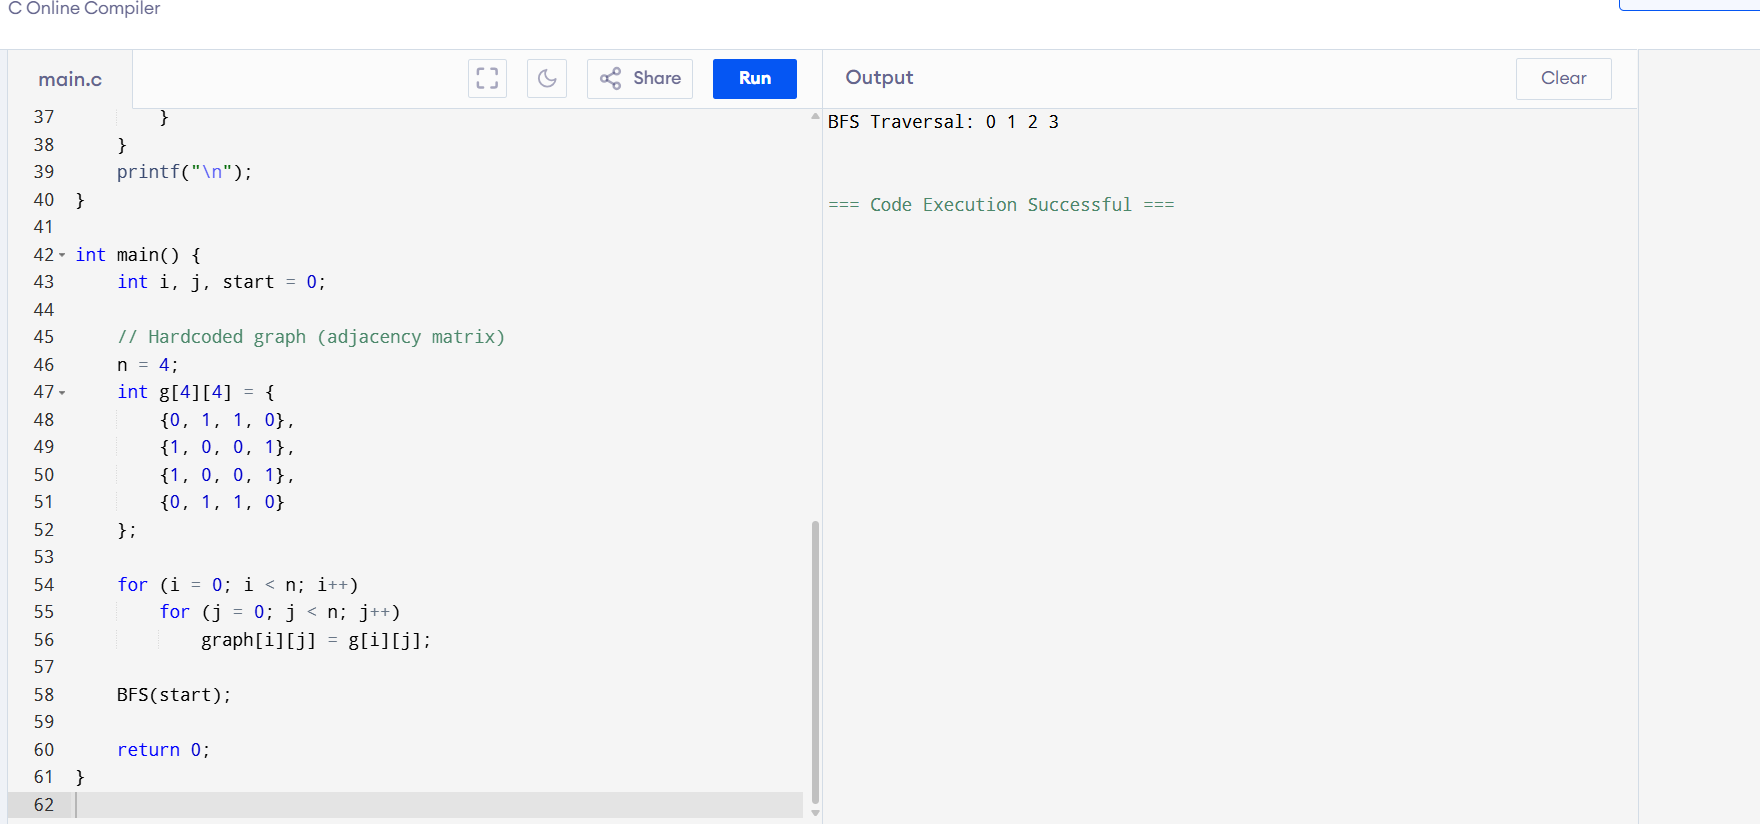 C Online Compiler
main.c
Share
Run
37 }
38 }
39 printf("\n");
40 }
41
42 int main() {
43 int i, j, start = 0;
44
45 // Hardcoded graph (adjacency matrix)
46 n = 4;
47 int g[4][4] = {
48 {0, 1, 1, 0},
49 {1, 0, 0, 1},
50 {1, 0, 0, 1},
51 {0, 1, 1, 0}
52 };
53
54 for (i = 0; i < n; i++)
55 for (j = 0; j < n; j++)
56 graph[i][j] = g[i][j];
57
58 BFS(start);
59
60 return 0;
61 }
62
Output
Clear
BFS Traversal: 0 1 2 3
=== Code Execution Successful ===